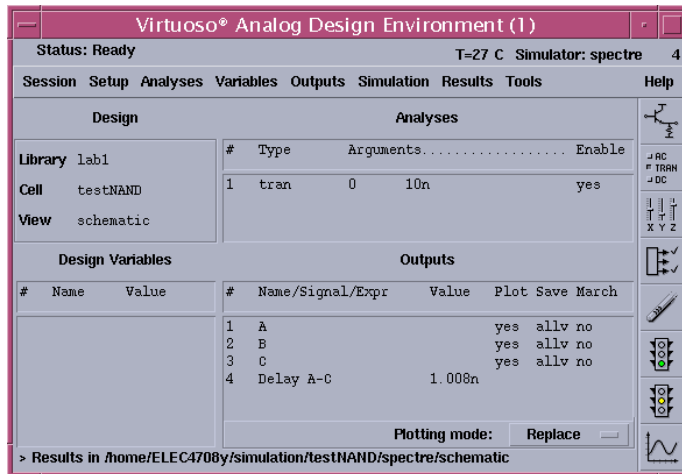 Virtuoso® Analog Design Environment (1)
Status: Ready
T=27 C Simulator: spectre 4
Session Setup Analyses Variables Outputs Simulation Results Tools Help
Design
Library lab1
Cell testNAND
View schematic
Analyses
# Type Arguments.................. Enable
1 tran 0 10n yes
AC
TRAN
DC
X Y Z
Design Variables
# Name Value
Outputs
# Name/Signal/Expr Value Plot Save March
1 A yes allv no
2 B yes allv no
3 C yes allv no
4 Delay A-C 1.008n
Plotting mode: Replace
> Results in /home/ELEC4708y/simulation/testNAND/spectre/schematic